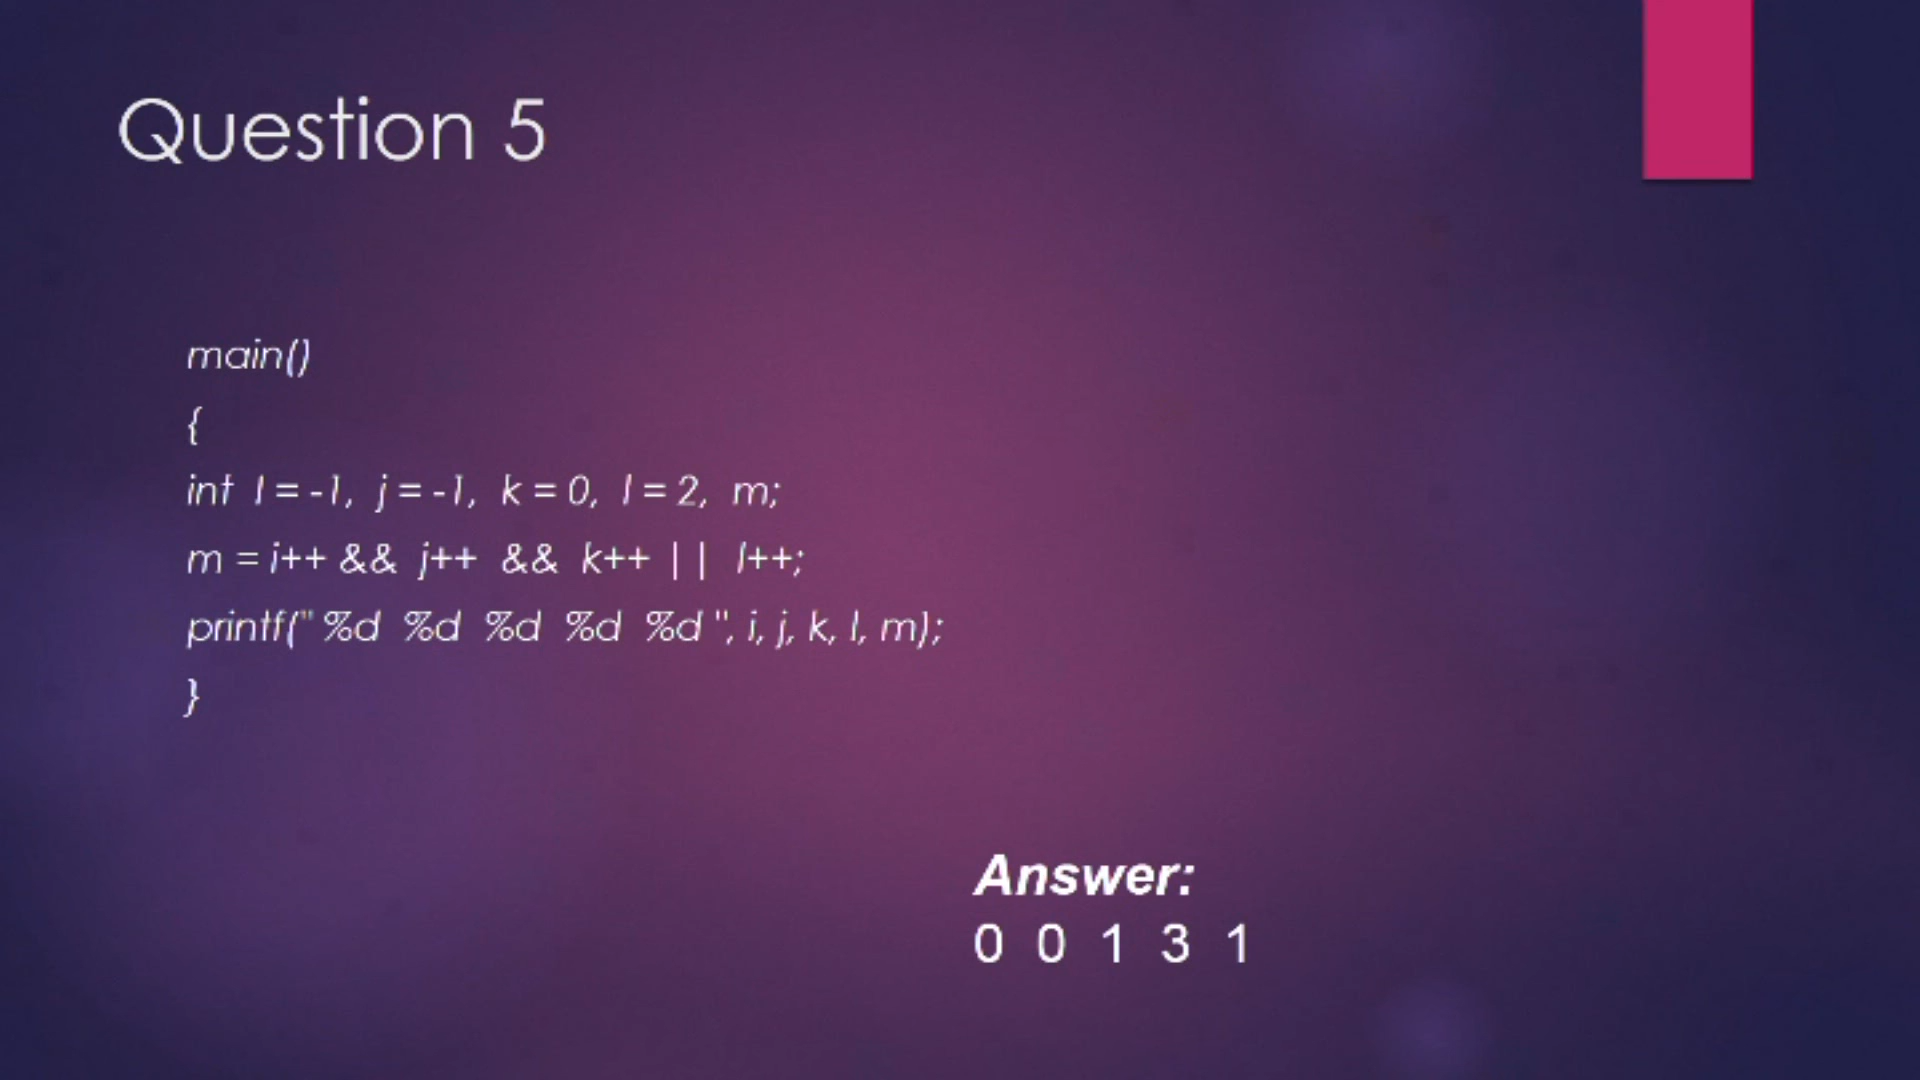 Question 5
main()
{
int l = -1, j = -1, k = 0, l = 2, m;
m = i++ && j++ && k++ || l++;
printf(" %d %d %d %d %d ", i, j, k, l, m);
}
Answer:
0 0 1 3 1